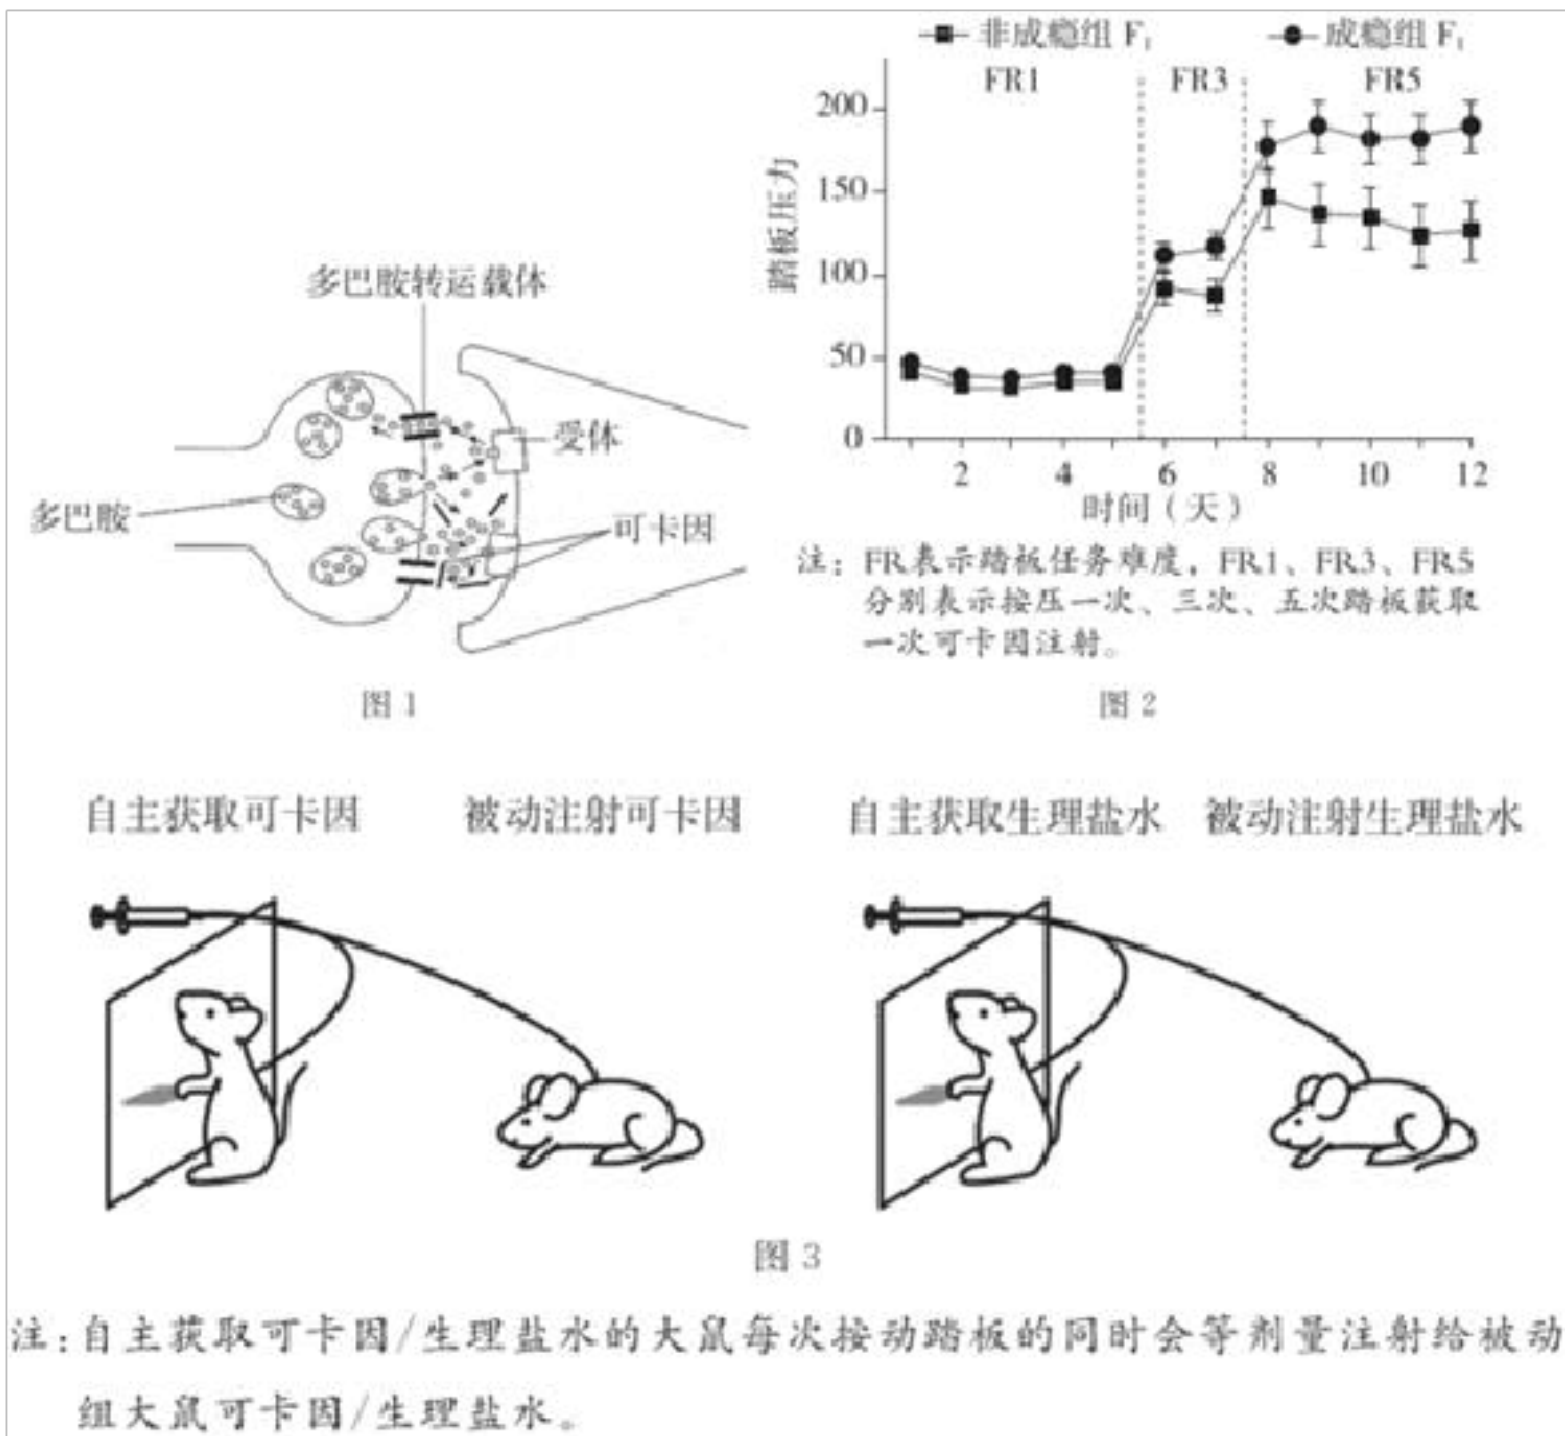 非成瘾组 F₁ 成瘾组 F₁
FR1 FR3 FR5
200
150
100
50
0
踏板压力
2 4 6 8 10 12
时间（天）
多巴胺转运载体
受体
多巴胺
可卡因
注：FR表示踏板任务难度，FR1、FR3、FR5
分别表示按压一次、三次、五次踏板获取
一次可卡因注射。
图 1
图 2
自主获取可卡因 被动注射可卡因 自主获取生理盐水 被动注射生理盐水
图 3
注：自主获取可卡因/生理盐水的大鼠每次按动踏板的同时会等剂量注射给被动
组大鼠可卡因/生理盐水。